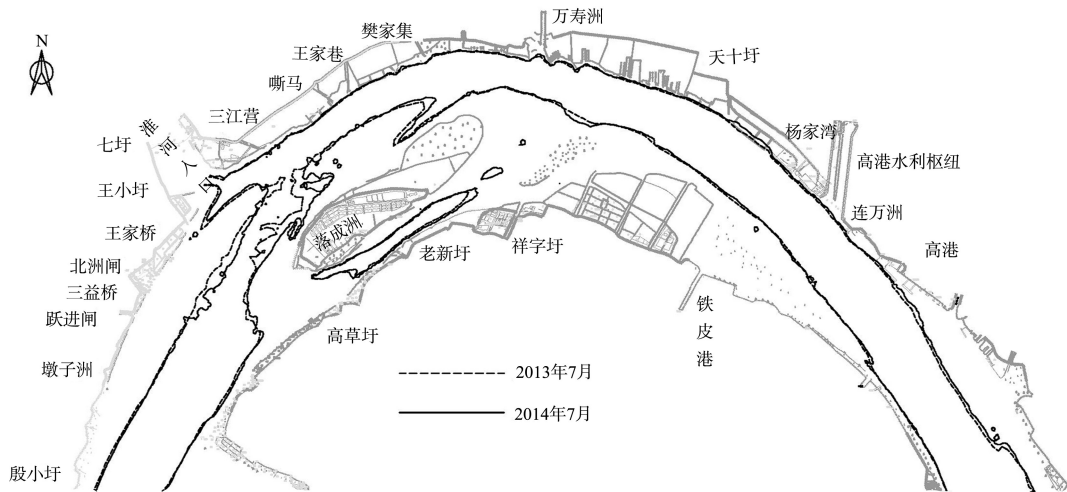 万寿洲
樊家集
N
王家巷
天十圩
嘶马
三江营
淮河入
七圩
杨家湾
高港水利枢纽
王小圩
连万洲
落成洲
王家桥
老新圩
祥字圩
高港
北洲闸
三益桥
铁皮港
跃进闸
高草圩
墩子洲
2013年7月
2014年7月
殷小圩